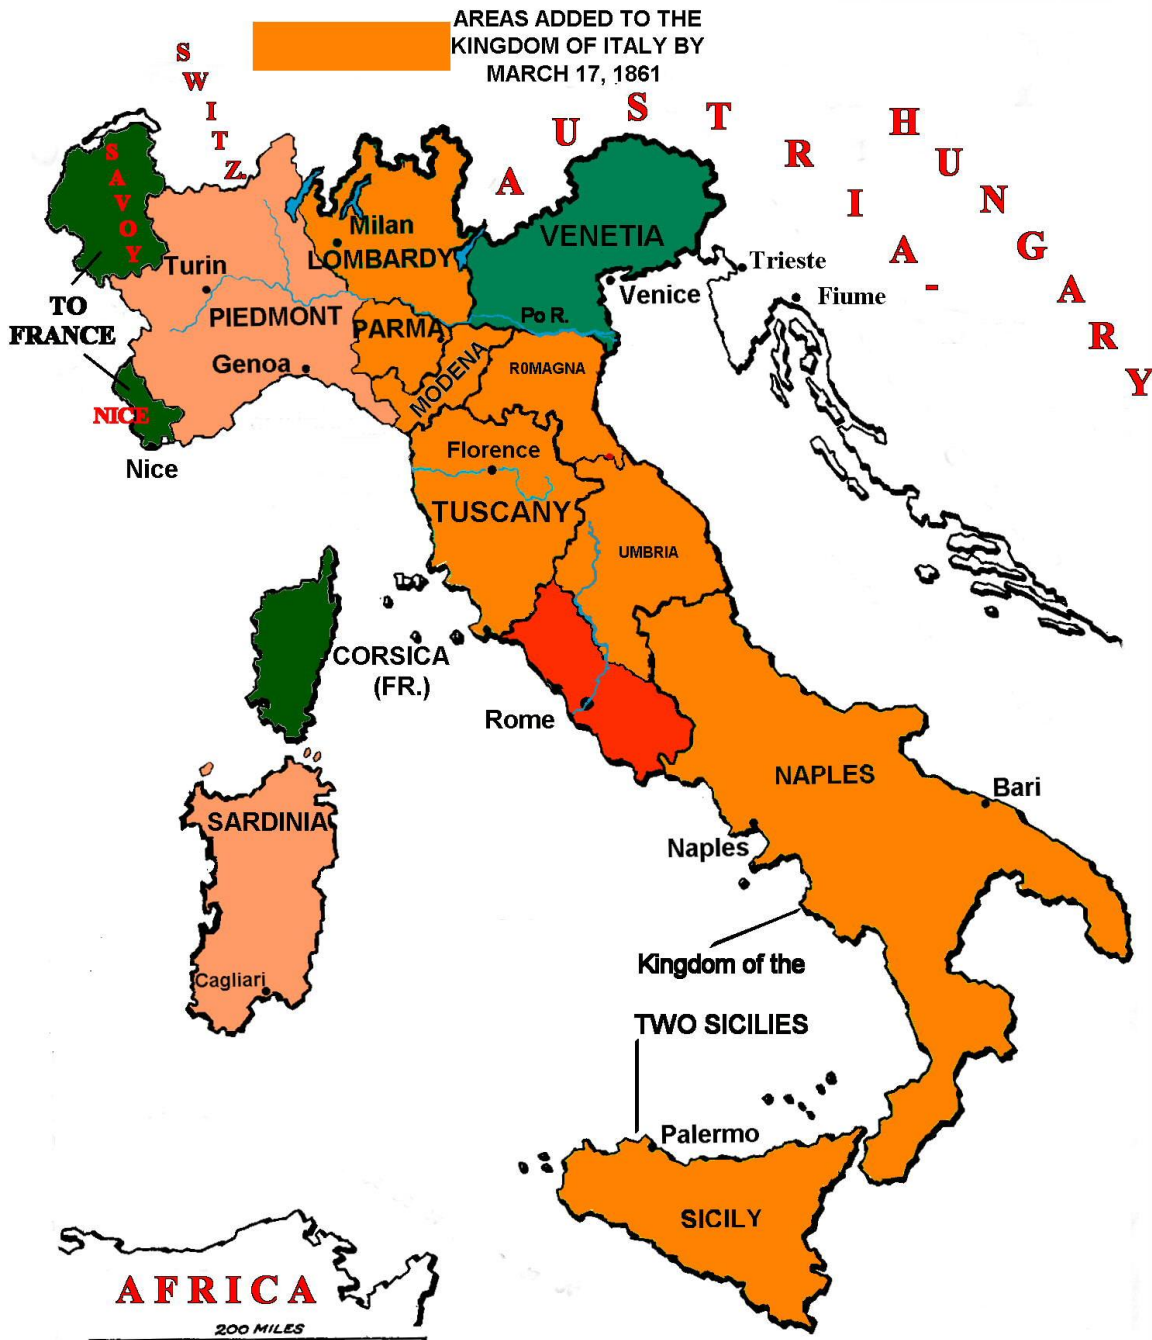 AREAS ADDED TO THE
KINGDOM OF ITALY BY
MARCH 17, 1861
SWITZ.
AUSTRIA-
HUNGARY
SAVOY
Milan
LOMBARDY
VENETIA
Turin
Trieste
Venice
Fiume
TO
FRANCE
PIEDMONT
PARMA
Po R.
Genoa
MODENA
ROMAGNA
NICE
Nice
Florence
TUSCANY
UMBRIA
CORSICA
(FR.)
Rome
NAPLES
Bari
SARDINIA
Naples
Kingdom of the
Cagliari
TWO SICILIES
Palermo
SICILY
AFRICA
200 MILES